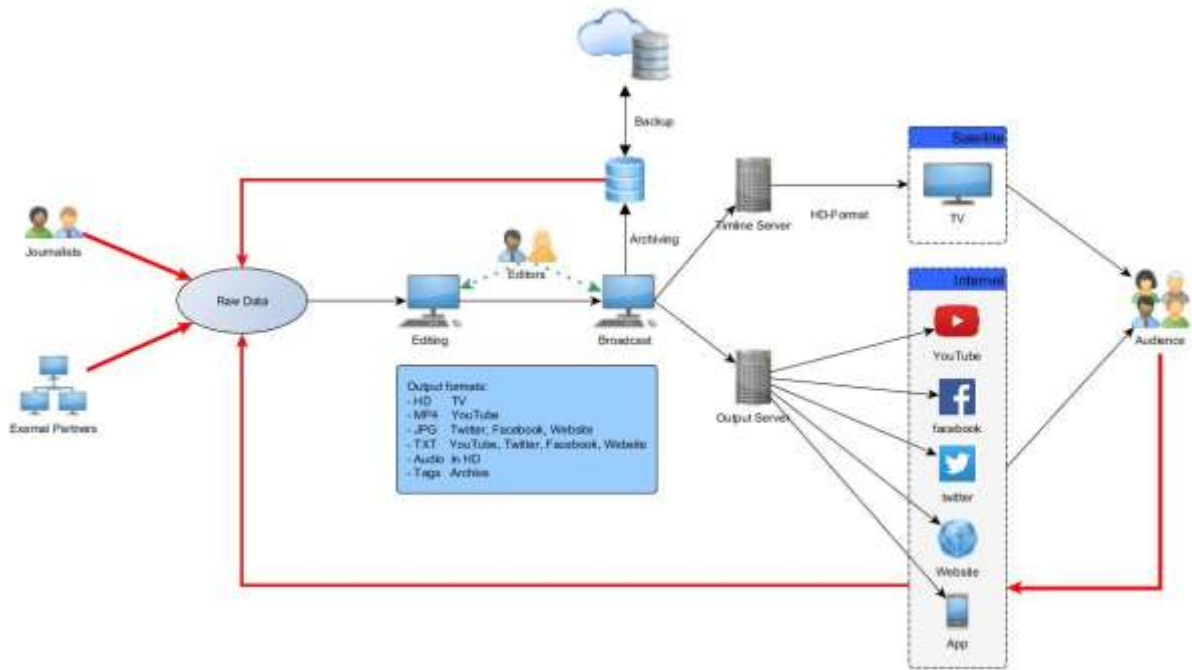 Backup
Satellite
TV
Timline Server
HD-Format
Journalists
Archiving
Editors
Internet
Raw Data
Editing
Broadcast
YouTube
Audience
Output formats:
- HD TV
- MP4 YouTube
- JPG Twitter, Facebook, Website
- TXT YouTube, Twitter, Facebook, Website
- Audio in HD
- Tags Archive
Output Server
facebook
External Partners
twitter
Website
App